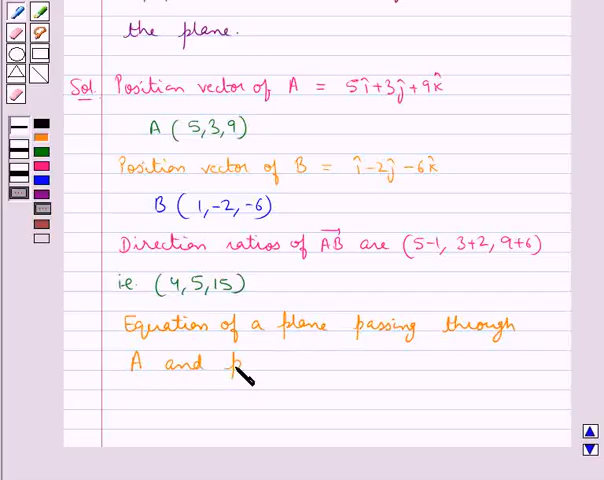 the plane.
Sol. Position vector of A = 5î+3ĵ+9k̂
A (5,3,9)
Position vector of B = î-2ĵ-6k̂
B (1,-2,-6)
Direction ratios of AB⃗ are (5-1, 3+2, 9+6)
ie. (4,5,15)
Equation of a plane passing through
A and p